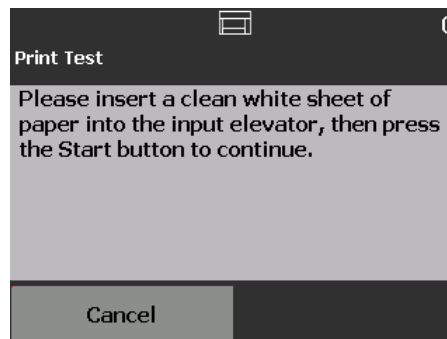 Print Test
Please insert a clean white sheet of
paper into the input elevator, then press
the Start button to continue.
Cancel